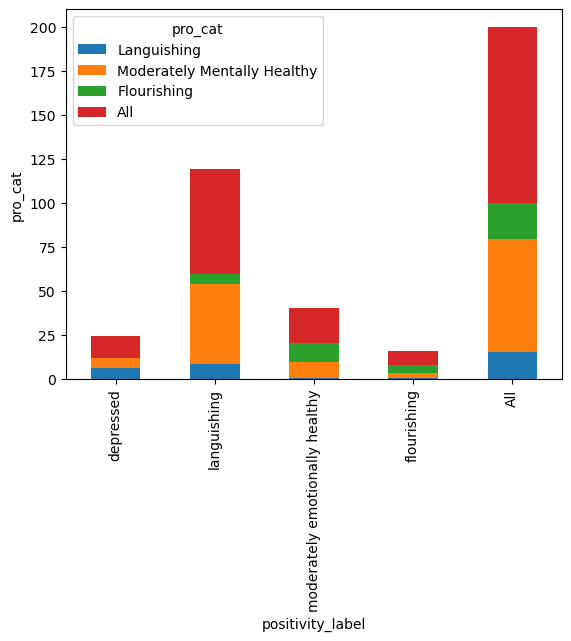 pro_cat
Languishing
Moderately Mentally Healthy
Flourishing
All
200
175
150
125
100
75
50
25
0
pro_cat
depressed
languishing
moderately emotionally healthy
flourishing
All
positivity_label